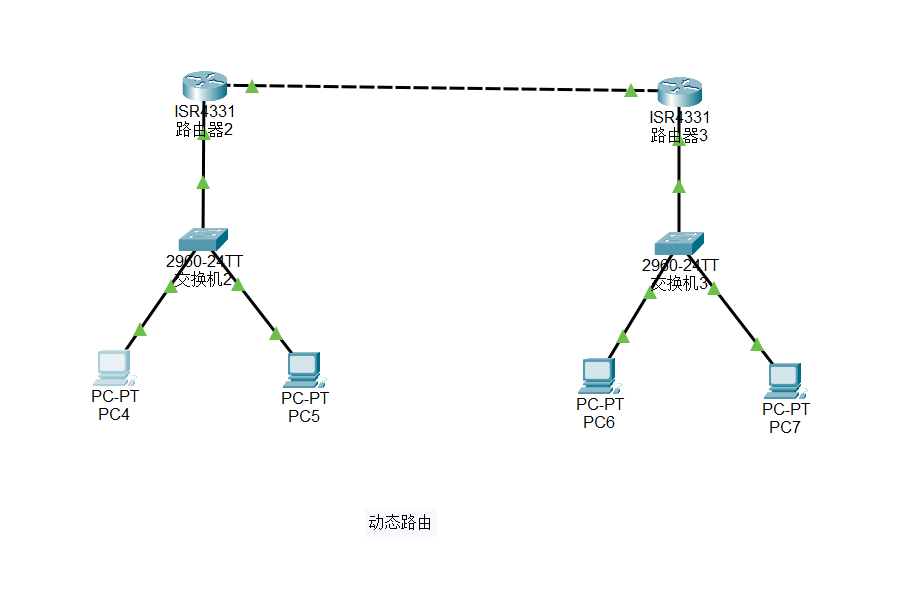 ISR4331
路由器2
ISR4331
路由器3
2960-24TT
交换机2
2960-24TT
交换机3
PC-PT
PC4
PC-PT
PC5
PC-PT
PC6
PC-PT
PC7
动态路由